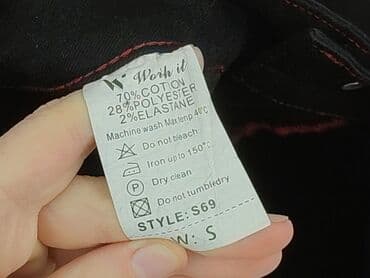 W Work it
70%COTTON
28%POLYESTER
2%ELASTANE
Machine wash Max temp 40°C
Do not bleach
Iron up to 150°C
P Dry clean
Do not tumbledry
STYLE: S69
W: S